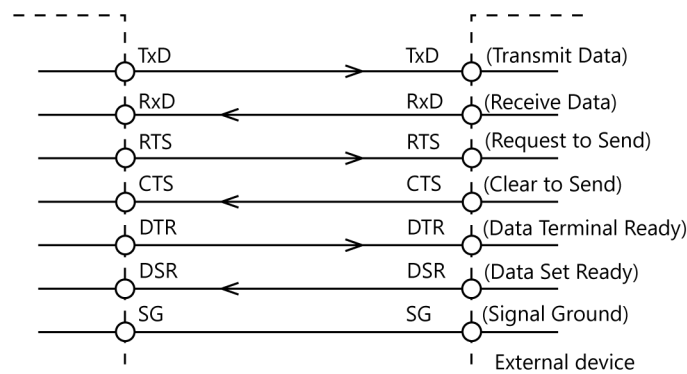 TxD TxD (Transmit Data)
RxD RxD (Receive Data)
RTS RTS (Request to Send)
CTS CTS (Clear to Send)
DTR DTR (Data Terminal Ready)
DSR DSR (Data Set Ready)
SG SG (Signal Ground)
External device